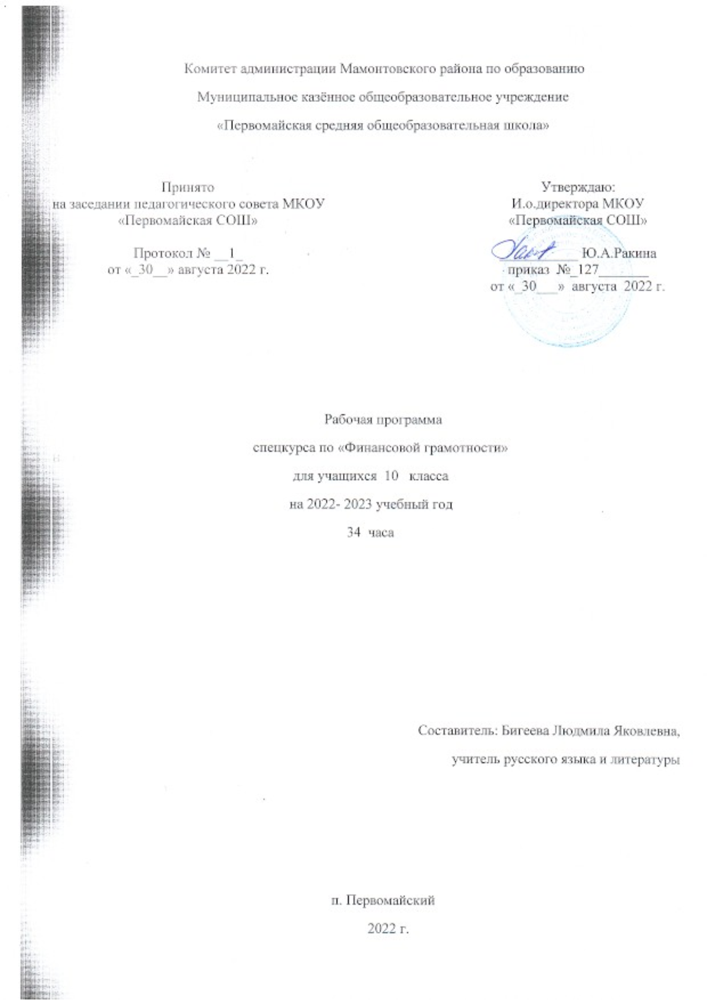 Комитет администрации Мамонтовского района по образованию
Муниципальное казённое общеобразовательное учреждение
«Первомайская средняя общеобразовательная школа»
Принято
на заседании педагогического совета МКОУ
«Первомайская СОШ»
Протокол № __1_
от «_30__» августа 2022 г.
Утверждаю:
И.о.директора МКОУ
«Первомайская СОШ»
___________ Ю.А.Ракина
приказ №_127_______
от «_30___» августа 2022 г.
Рабочая программа
спецкурса по «Финансовой грамотности»
для учащихся 10 класса
на 2022- 2023 учебный год
34 часа
Составитель: Бигеева Людмила Яковлевна,
учитель русского языка и литературы
п. Первомайский
2022 г.